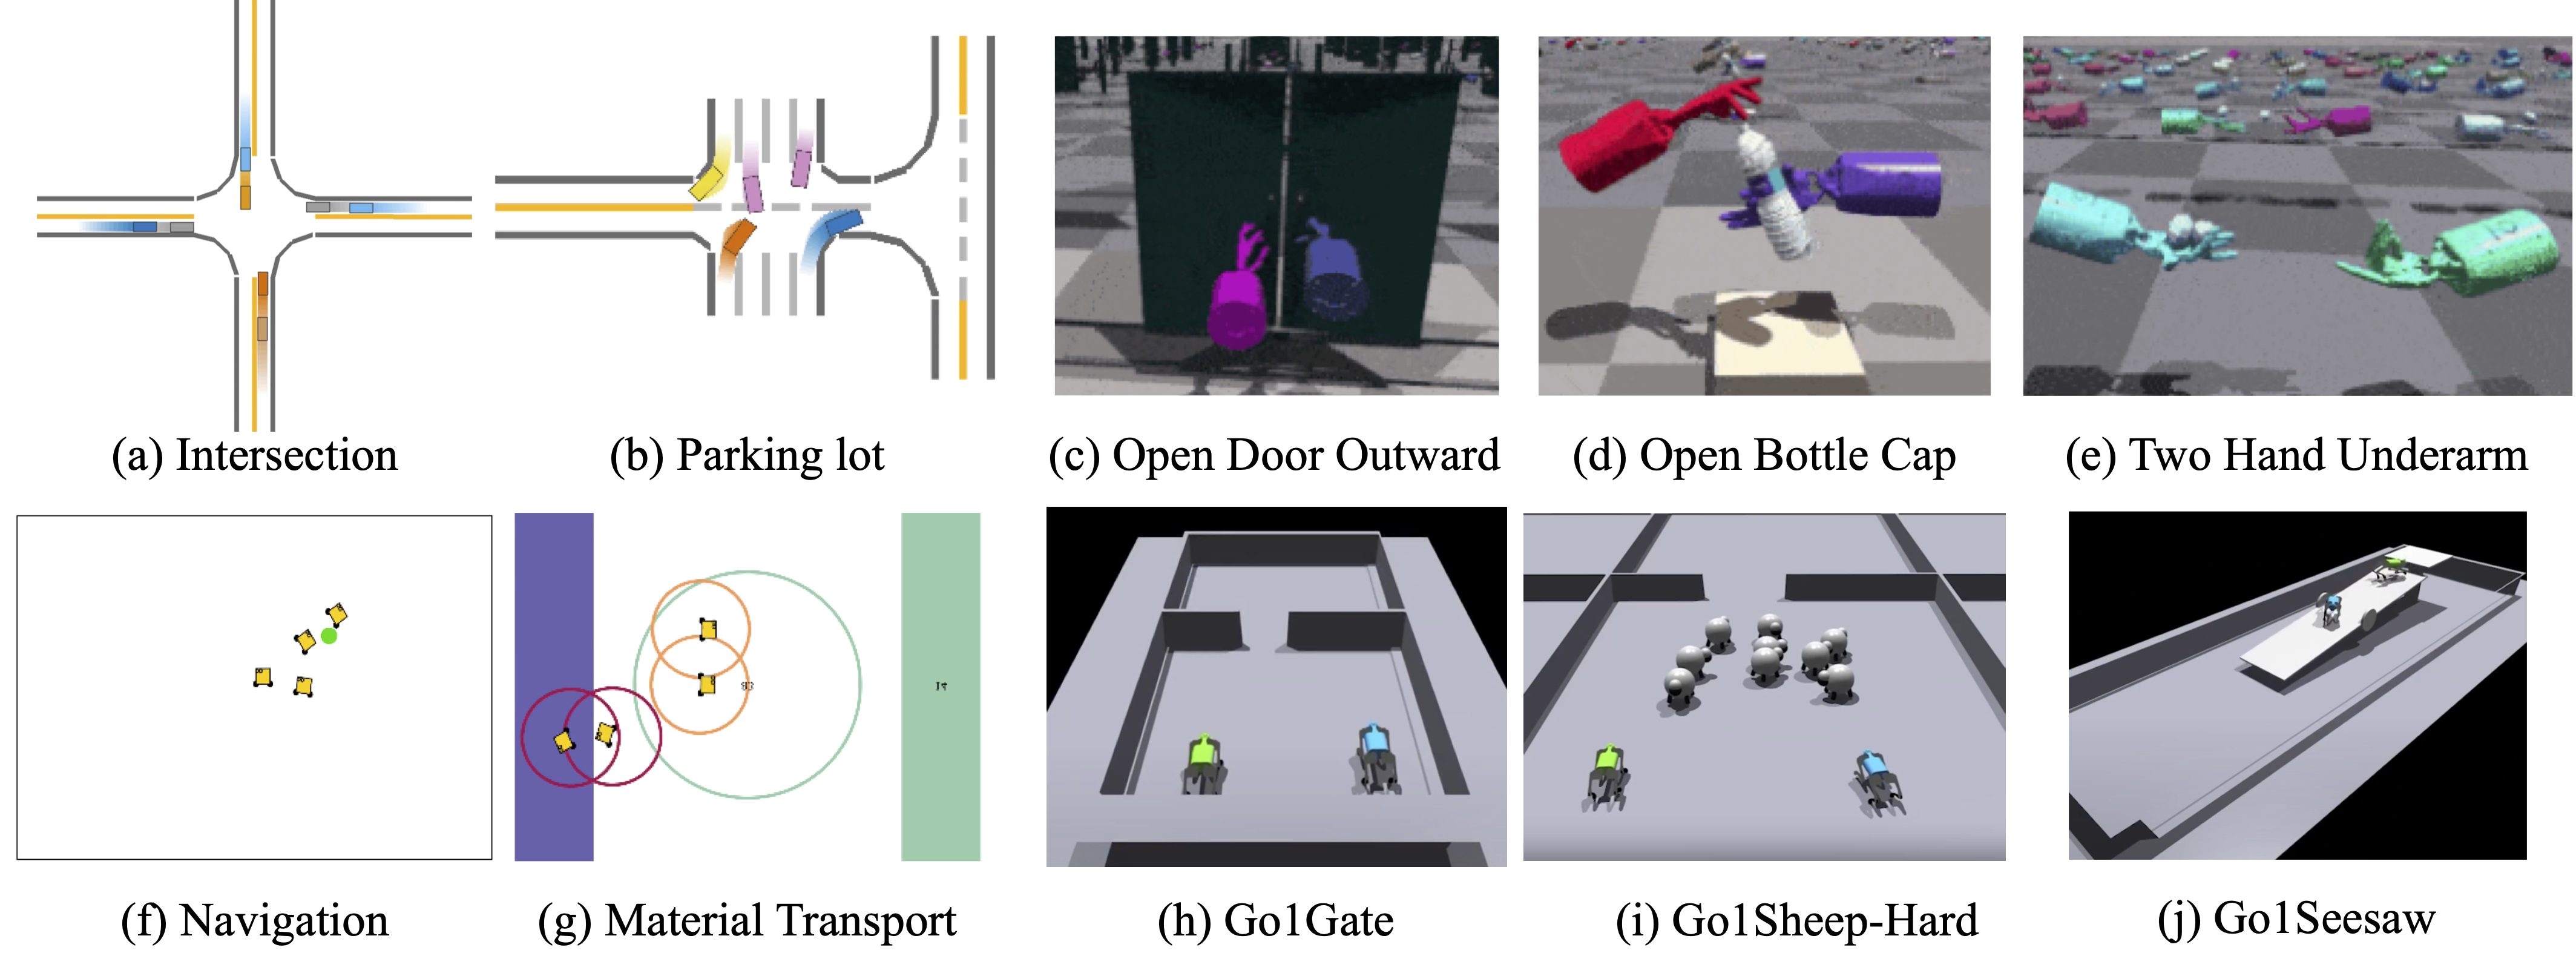 (a) Intersection
(b) Parking lot
(c) Open Door Outward
(d) Open Bottle Cap
(e) Two Hand Underarm
(f) Navigation
(g) Material Transport
(h) Go1Gate
(i) Go1Sheep-Hard
(j) Go1Seesaw